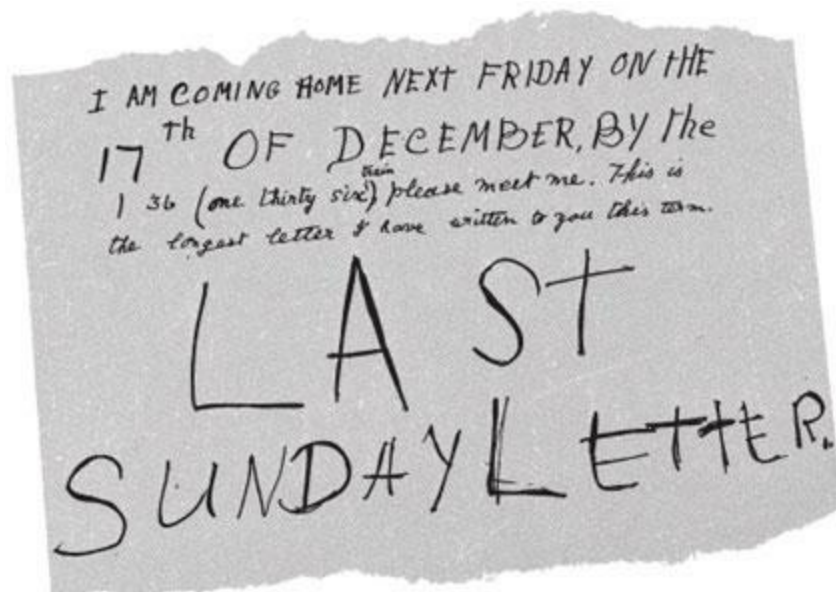 I AM COMING HOME NEXT FRIDAY ON tHE
17th OF DECEMBER, BY the
train
1 36 (one thirty six) please meet me. This is
the longest letter I have written to you this term.
LAST
SUNDAY LETTER.